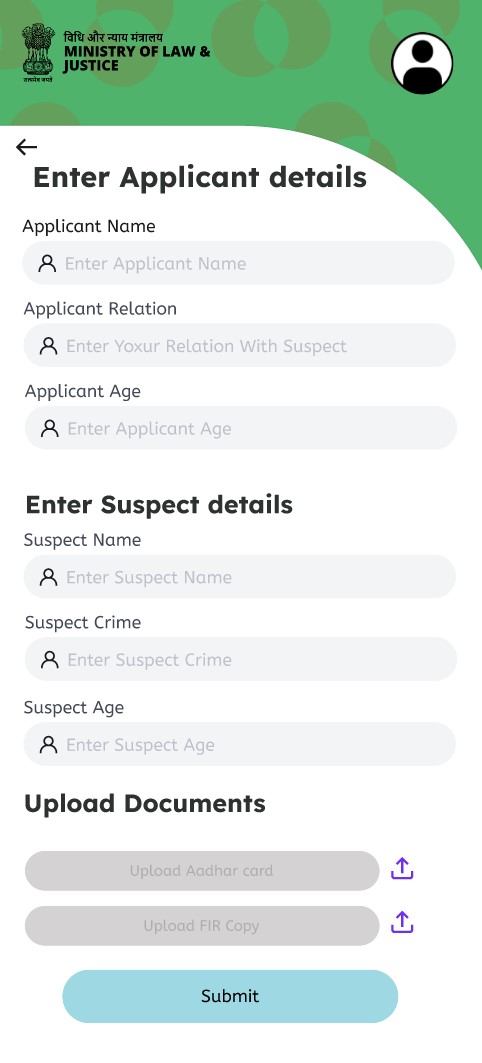 विधि और न्याय मंत्रालय
MINISTRY OF LAW &
JUSTICE
सत्यमेव जयते
Enter Applicant details
Applicant Name
Enter Applicant Name
Applicant Relation
Enter Yoxur Relation With Suspect
Applicant Age
Enter Applicant Age
Enter Suspect details
Suspect Name
Enter Suspect Name
Suspect Crime
Enter Suspect Crime
Suspect Age
Enter Suspect Age
Upload Documents
Upload Aadhar card
Upload FIR Copy
Submit